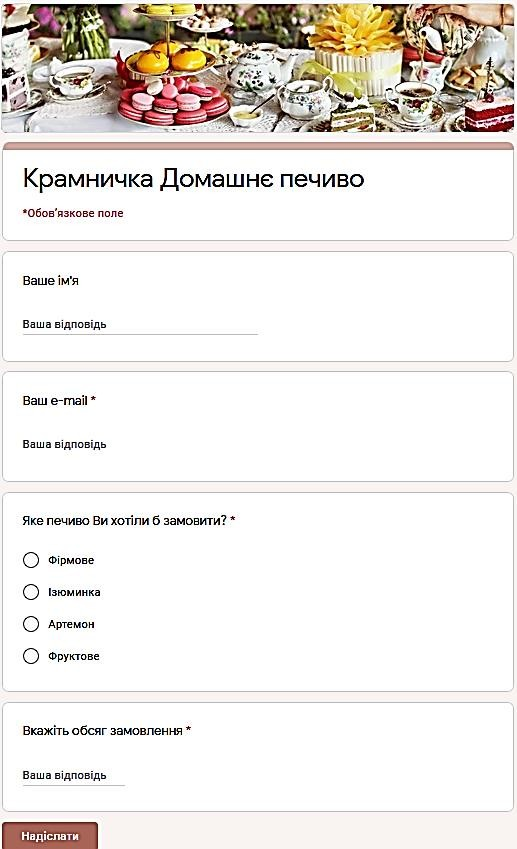 Крамничка Домашнє печиво
*Обов'язкове поле
Ваше ім'я
Ваша відповідь
Ваш e-mail *
Ваша відповідь
Яке печиво Ви хотіли б замовити? *
Фірмове
Ізюминка
Артемон
Фруктове
Вкажіть обсяг замовлення *
Ваша відповідь
Надіслати